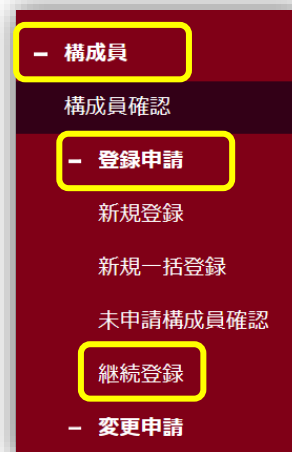 − 構成員
構成員確認
− 登録申請
新規登録
新規一括登録
未申請構成員確認
継続登録
− 変更申請